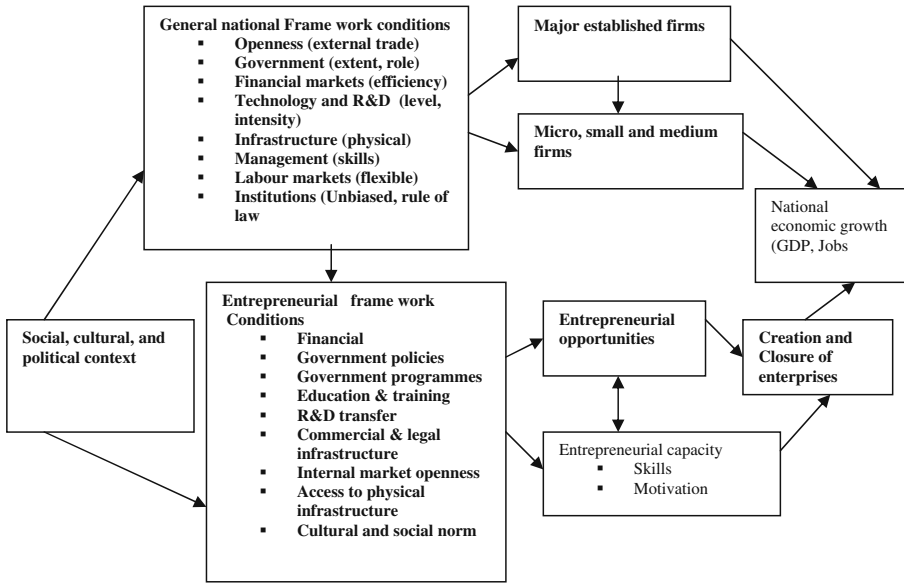 General national Frame work conditions
▪ Openness (external trade)
▪ Government (extent, role)
▪ Financial markets (efficiency)
▪ Technology and R&D (level,
intensity)
▪ Infrastructure (physical)
▪ Management (skills)
▪ Labour markets (flexible)
▪ Institutions (Unbiased, rule of
law
Major established firms
Micro, small and medium
firms
National
economic growth
(GDP, Jobs
Social, cultural, and
political context
Entrepreneurial frame work
Conditions
▪ Financial
▪ Government policies
▪ Government programmes
▪ Education & training
▪ R&D transfer
▪ Commercial & legal
infrastructure
▪ Internal market openness
▪ Access to physical
infrastructure
▪ Cultural and social norm
Entrepreneurial
opportunities
Entrepreneurial capacity
▪ Skills
▪ Motivation
Creation and
Closure of
enterprises